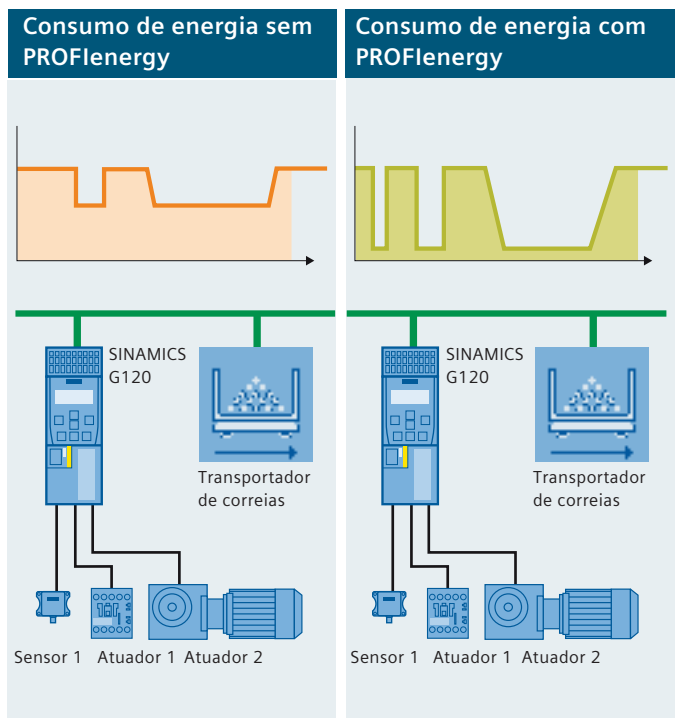 Consumo de energia sem
PROFIenergy
Consumo de energia com
PROFIenergy
SINAMICS
G120
Transportador
de correias
Sensor 1
Atuador 1
Atuador 2
SINAMICS
G120
Transportador
de correias
Sensor 1
Atuador 1
Atuador 2